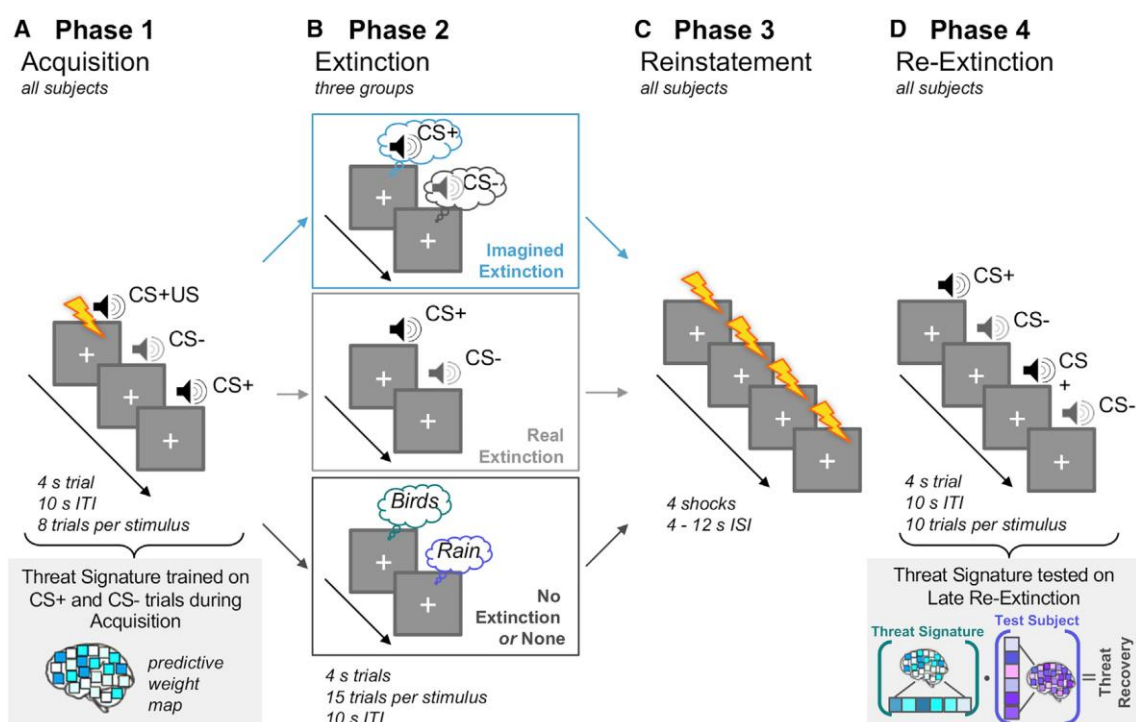 A Phase 1
Acquisition
all subjects
CS+US
CS-
CS+
4 s trial
10 s ITI
8 trials per stimulus
Threat Signature trained on
CS+ and CS- trials during
Acquisition
predictive
weight
map
B Phase 2
Extinction
three groups
CS+
CS-
Imagined
Extinction
CS+
CS-
Real
Extinction
Birds
Rain
No
Extinction
or None
4 s trials
15 trials per stimulus
10 s ITI
C Phase 3
Reinstatement
all subjects
4 shocks
4 - 12 s ISI
D Phase 4
Re-Extinction
all subjects
CS+
CS-
CS
+
CS-
4 s trial
10 s ITI
10 trials per stimulus
Threat Signature tested on
Late Re-Extinction
Threat Signature
Test Subject
=
Threat
Recovery